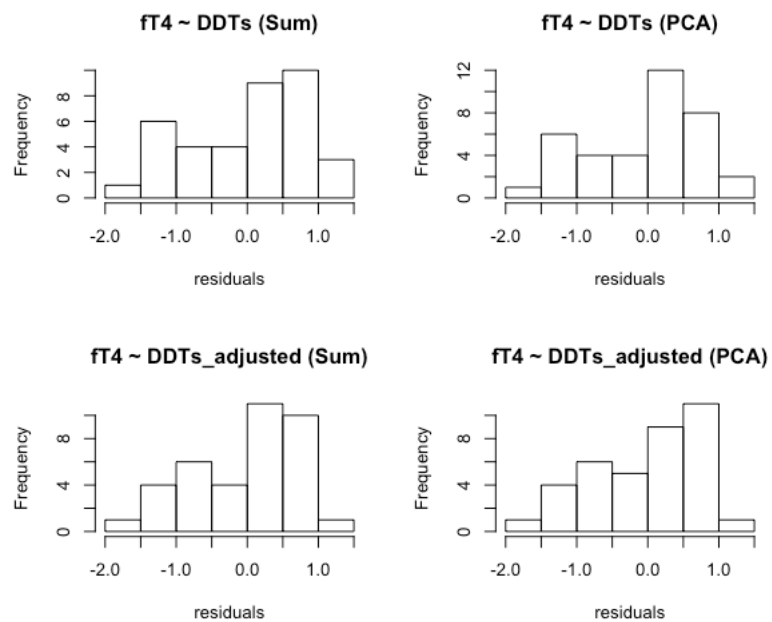 fT4 ~ DDTs (Sum)
Frequency
8
6
4
2
0
-2.0 -1.0 0.0 1.0
residuals
fT4 ~ DDTs (PCA)
Frequency
12
8
4
0
-2.0 -1.0 0.0 1.0
residuals
fT4 ~ DDTs_adjusted (Sum)
Frequency
8
4
0
-2.0 -1.0 0.0 1.0
residuals
fT4 ~ DDTs_adjusted (PCA)
Frequency
8
4
0
-2.0 -1.0 0.0 1.0
residuals